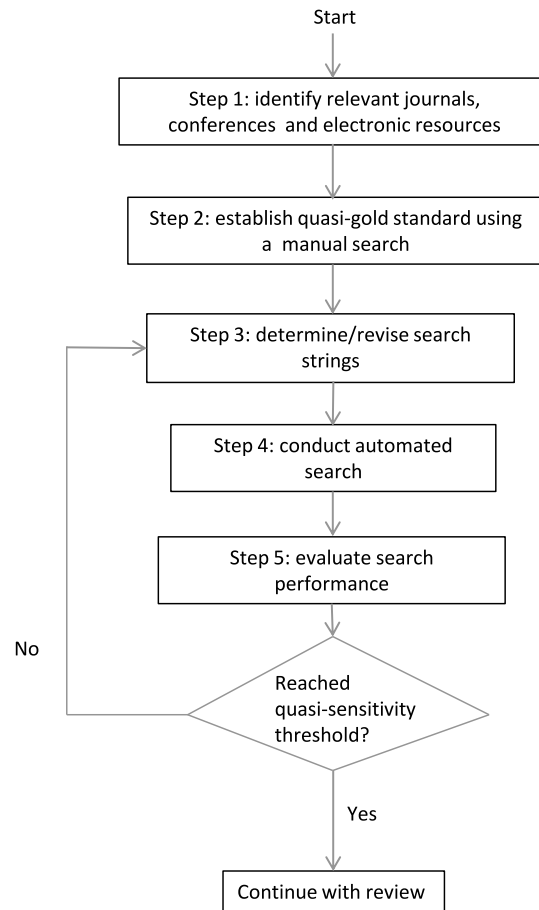 Start
Step 1: identify relevant journals,
conferences and electronic resources
Step 2: establish quasi-gold standard using
a manual search
Step 3: determine/revise search
strings
Step 4: conduct automated
search
Step 5: evaluate search
performance
No
Reached
quasi-sensitivity
threshold?
Yes
Continue with review